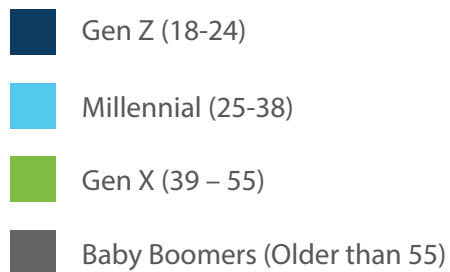 Gen Z (18-24)
Millennial (25-38)
Gen X (39 – 55)
Baby Boomers (Older than 55)